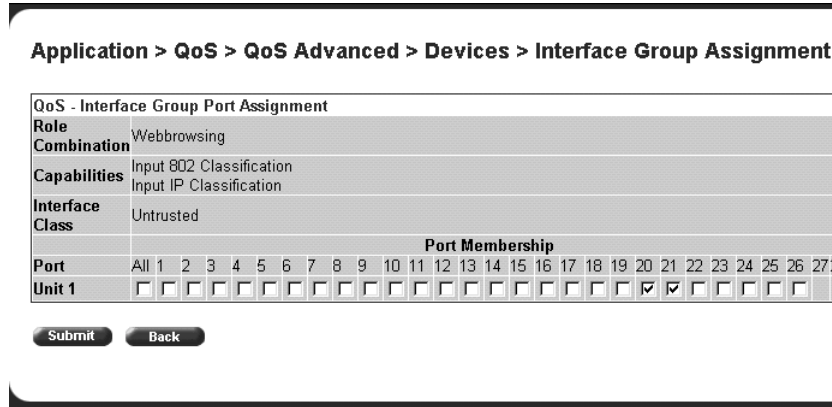 Application > QoS > QoS Advanced > Devices > Interface Group Assignment
QoS - Interface Group Port Assignment
Role Combination Webbrowsing
Capabilities Input 802 Classification
Input IP Classification
Interface Class Untrusted
Port Membership
Port All 1 2 3 4 5 6 7 8 9 10 11 12 13 14 15 16 17 18 19 20 21 22 23 24 25 26 27
Unit 1
Submit Back